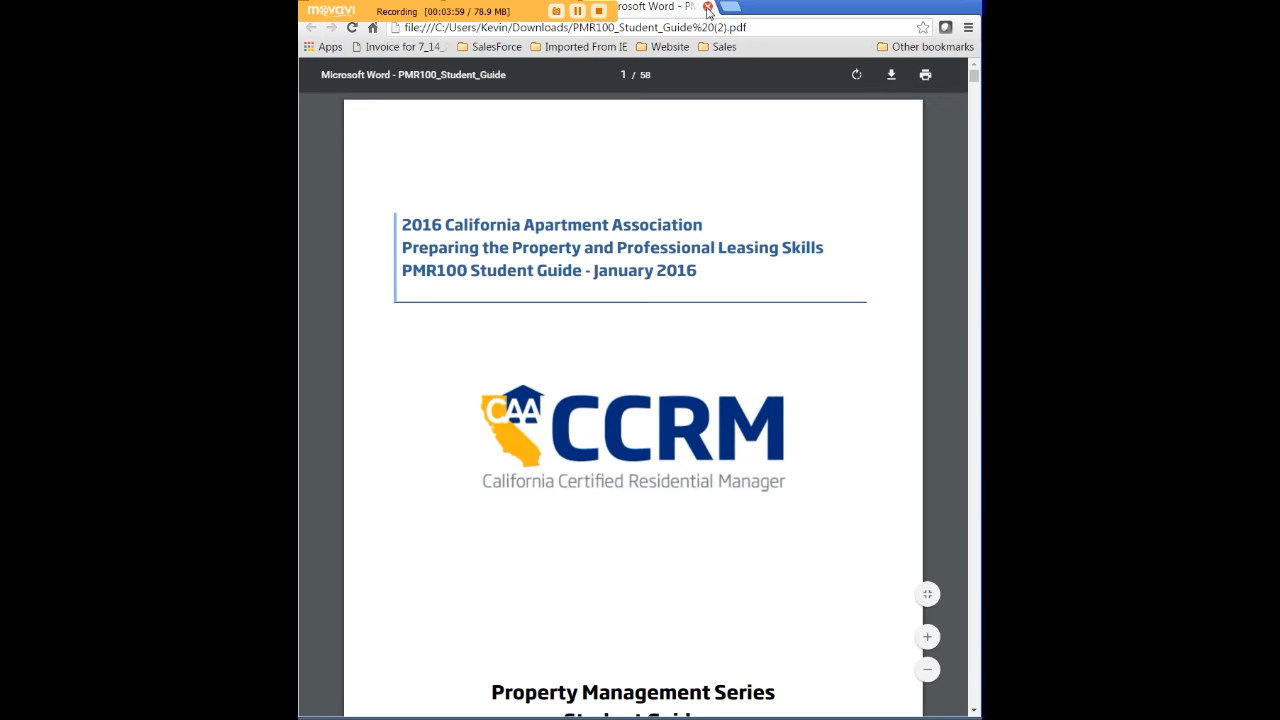 movavi
Recording [00:03:59 / 78.9 MB]
rosoft Word - PM
file:///C:/Users/Kevin/Downloads/PMR100_Student_Guide%20(2).pdf
Apps Invoice for 7_14_ SalesForce Imported From IE Website Sales Other bookmarks
Microsoft Word - PMR100_Student_Guide 1 / 58
2016 California Apartment Association
Preparing the Property and Professional Leasing Skills
PMR100 Student Guide - January 2016
CAA CCRM
California Certified Residential Manager
Property Management Series
Student Guide